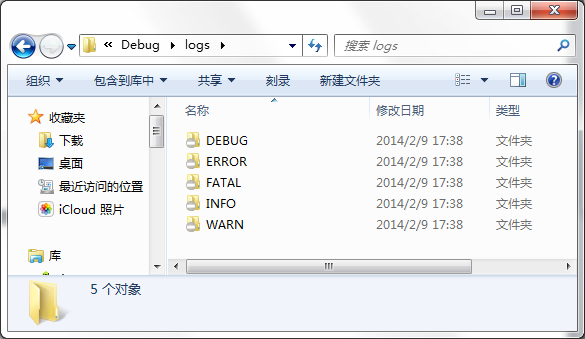 « Debug ▸ logs ▸
搜索 logs
组织 包含到库中 共享 刻录 新建文件夹
名称 修改日期 类型
收藏夹
下载
桌面
最近访问的位置
iCloud 照片
库
DEBUG 2014/2/9 17:38 文件夹
ERROR 2014/2/9 17:38 文件夹
FATAL 2014/2/9 17:38 文件夹
INFO 2014/2/9 17:38 文件夹
WARN 2014/2/9 17:38 文件夹
5 个对象